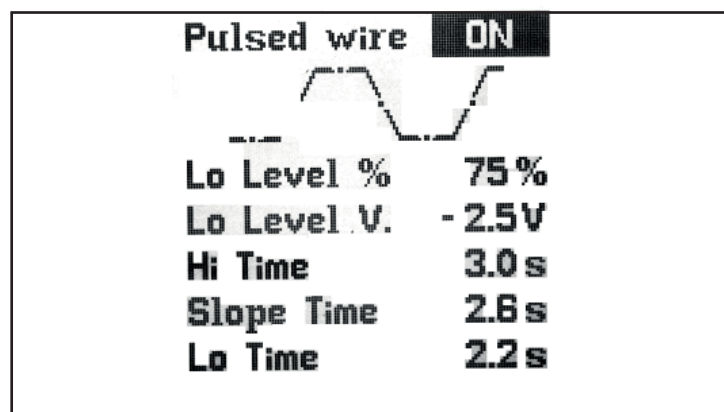 Pulsed wire ON
Lo Level % 75%
Lo Level V. -2.5V
Hi Time 3.0s
Slope Time 2.6s
Lo Time 2.2s